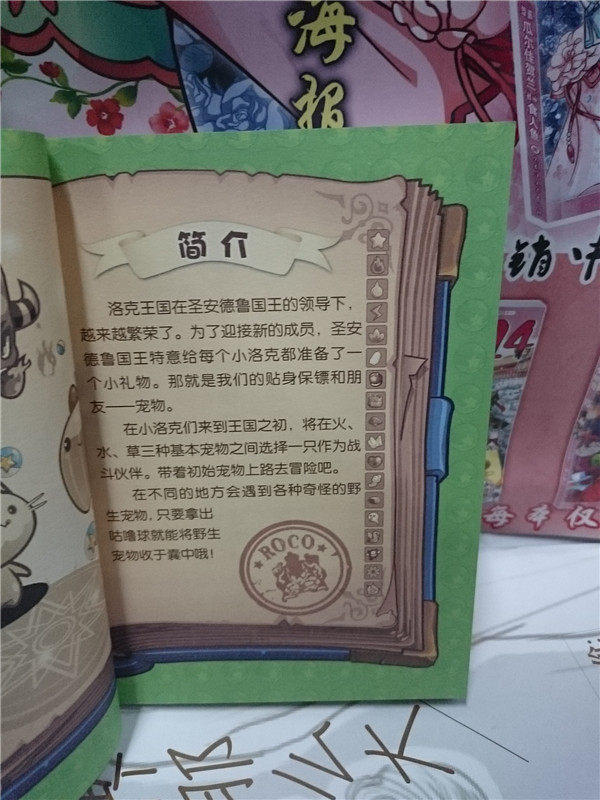 海报
简介
洛克王国在圣安德鲁国王的领导下，
越来越繁荣了。为了迎接新的成员，圣安
德鲁国王特意给每个小洛克都准备了一
个小礼物。那就是我们的贴身保镖和朋
友——宠物。
在小洛克们来到王国之初，将在火、
水、草三种基本宠物之间选择一只作为战
斗伙伴。带着初始宠物上路去冒险吧。
在不同的地方会遇到各种奇怪的野
生宠物，只要拿出
咕噜球就能将野生
宠物收于囊中哦！
ROCO
销中
每本仅